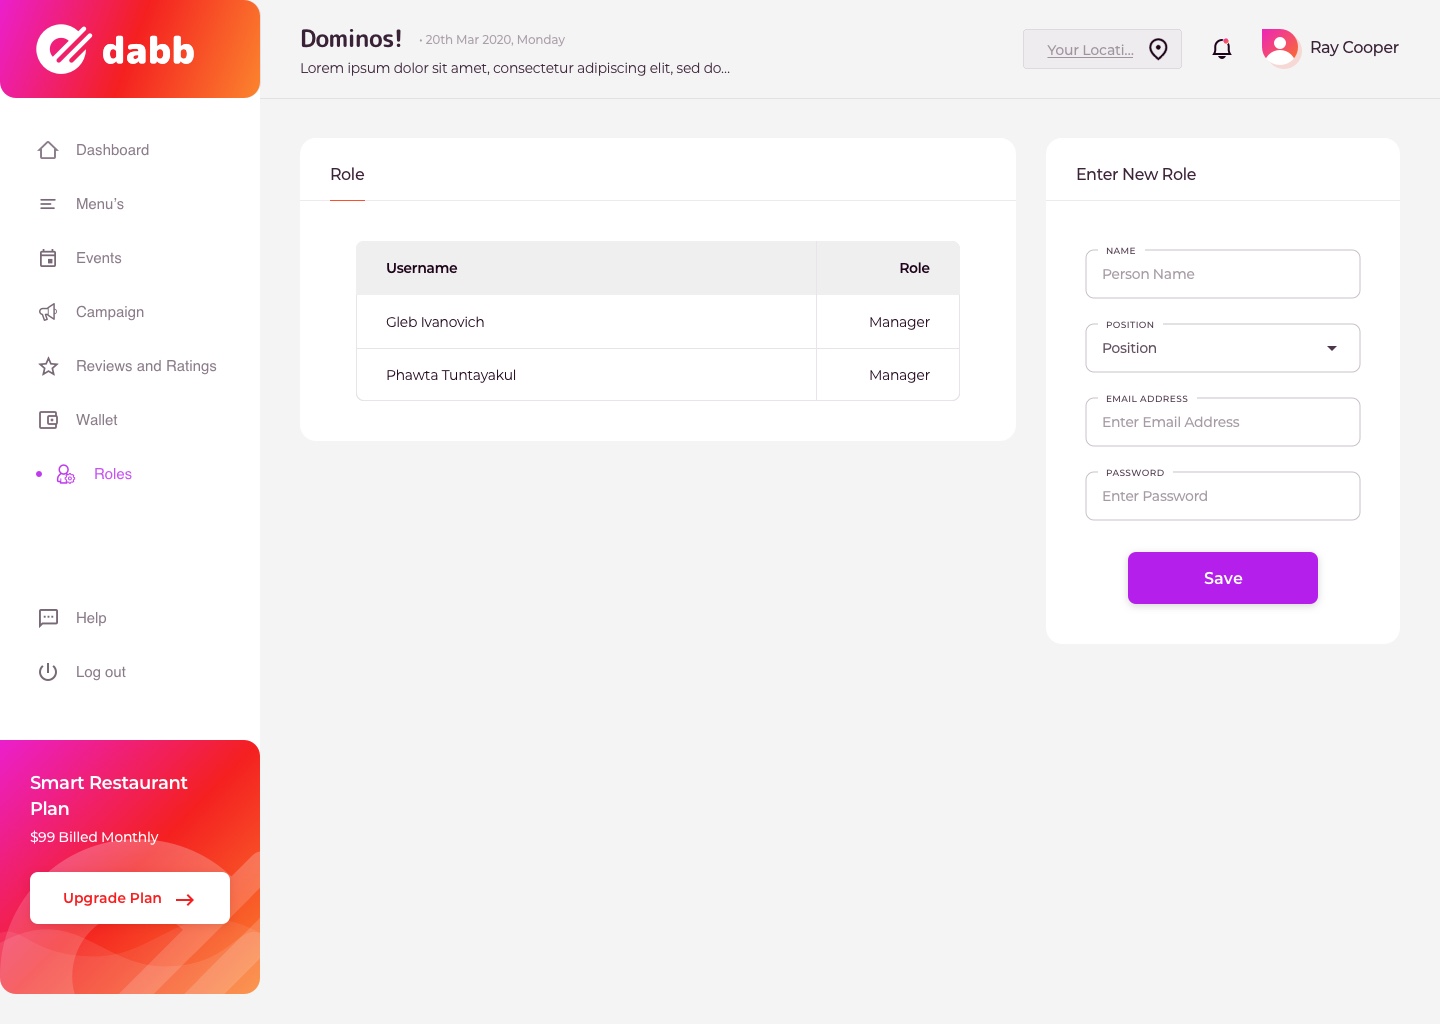 dabb
Dominos!
• 20th Mar 2020, Monday
Lorem ipsum dolor sit amet, consectetur adipiscing elit, sed do...
Your Locati...
Ray Cooper
Dashboard
Menu's
Events
Campaign
Reviews and Ratings
Wallet
Roles
Help
Log out
Smart Restaurant
Plan
$99 Billed Monthly
Upgrade Plan
Role
Username
Role
Gleb Ivanovich
Manager
Phawta Tuntayakul
Manager
Enter New Role
NAME
Person Name
POSITION
Position
EMAIL ADDRESS
Enter Email Address
PASSWORD
Enter Password
Save